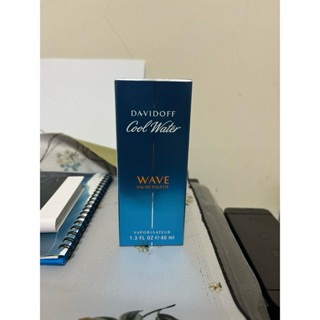 DAVIDOFF
Cool Water
WAVE
EAU DE TOILETTE
VAPORISATEUR
1.3 FL OZ ℮ 40 ml